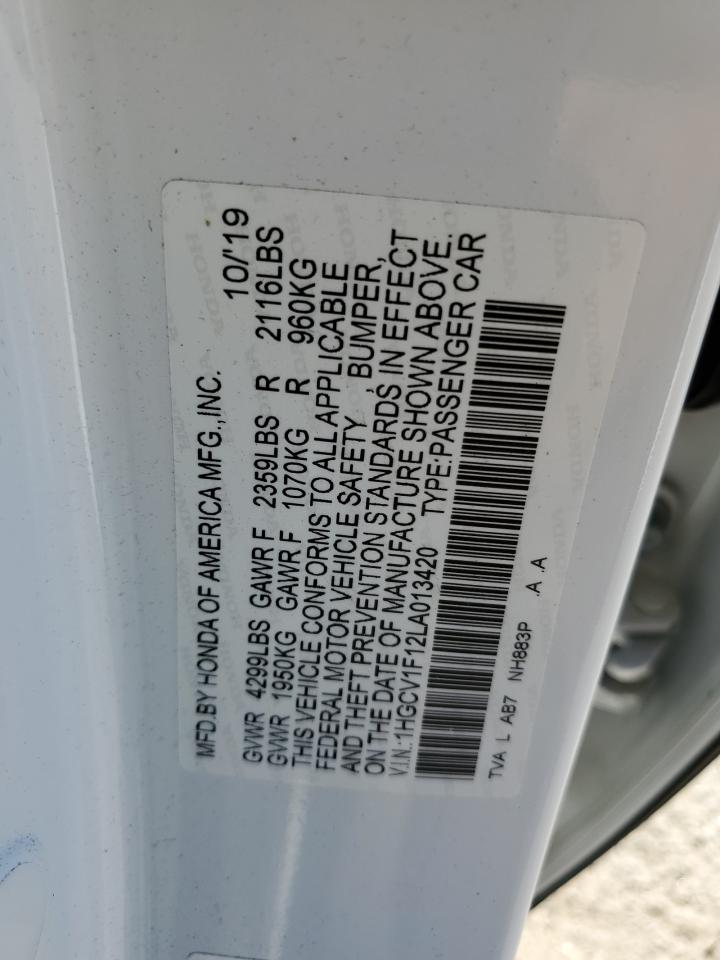 MFD.BY HONDA OF AMERICA MFG.,INC. 10/'19
GVWR 4299LBS GAWR F 2359LBS R 2116LBS
GVWR 1950KG GAWR F 1070KG R 960KG
THIS VEHICLE CONFORMS TO ALL APPLICABLE
FEDERAL MOTOR VEHICLE SAFETY, BUMPER,
AND THEFT PREVENTION STANDARDS IN EFFECT
ON THE DATE OF MANUFACTURE SHOWN ABOVE.
V.I.N.:1HGCV1F12LA013420 TYPE:PASSENGER CAR
TVA L AB7 NH883P .A .A